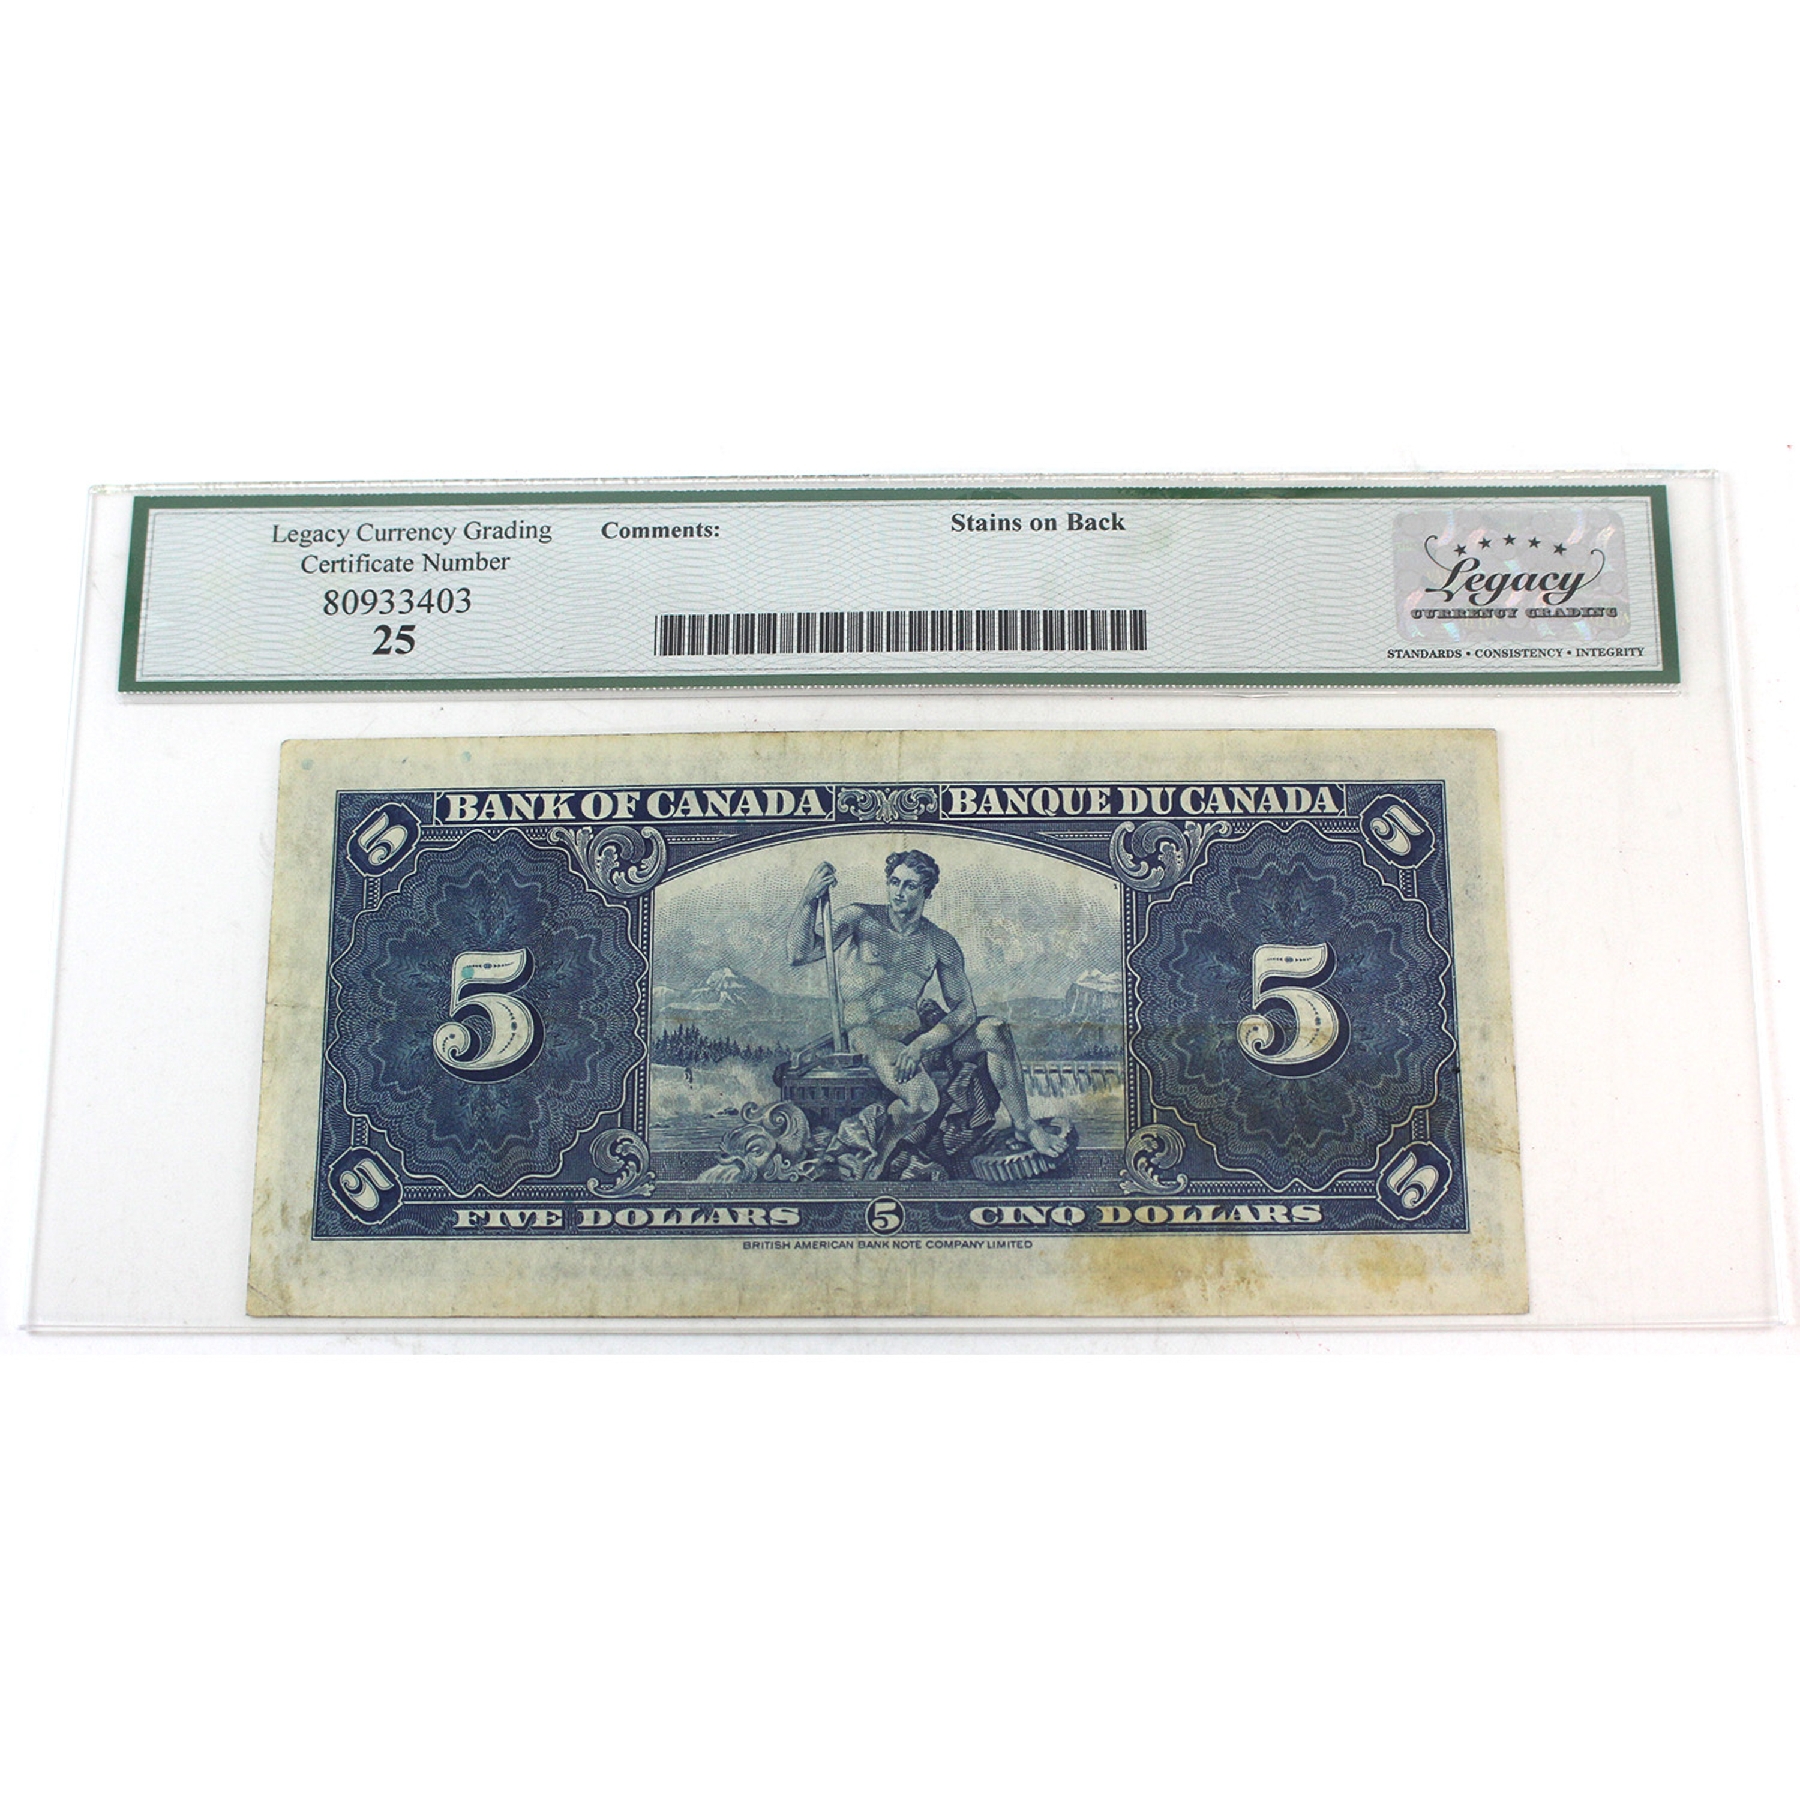 Legacy Currency Grading
Certificate Number
80933403
25
Comments:
Stains on Back
Legacy
CURRENCY GRADING
STANDARDS • CONSISTENCY • INTEGRITY
5 BANK OF CANADA BANQUE DU CANADA 5
5 5
5 FIVE DOLLARS 5 CINQ DOLLARS 5
BRITISH AMERICAN BANK NOTE COMPANY LIMITED